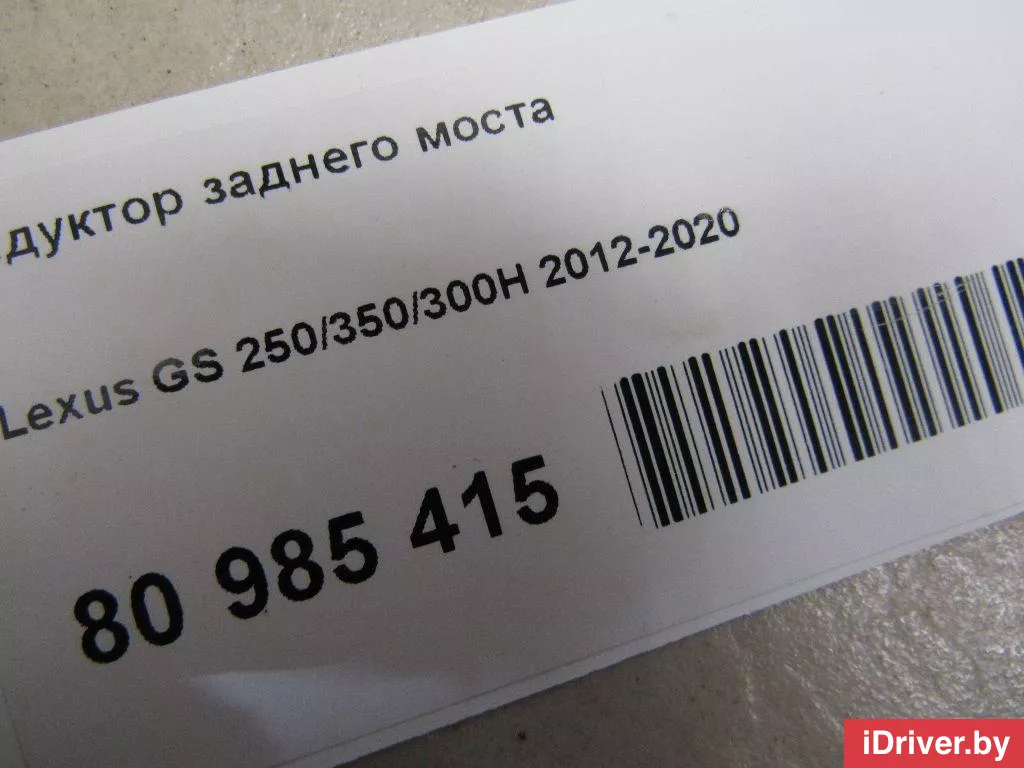 дуктор заднего моста
Lexus GS 250/350/300H 2012-2020
80 985 415
iDriver.by